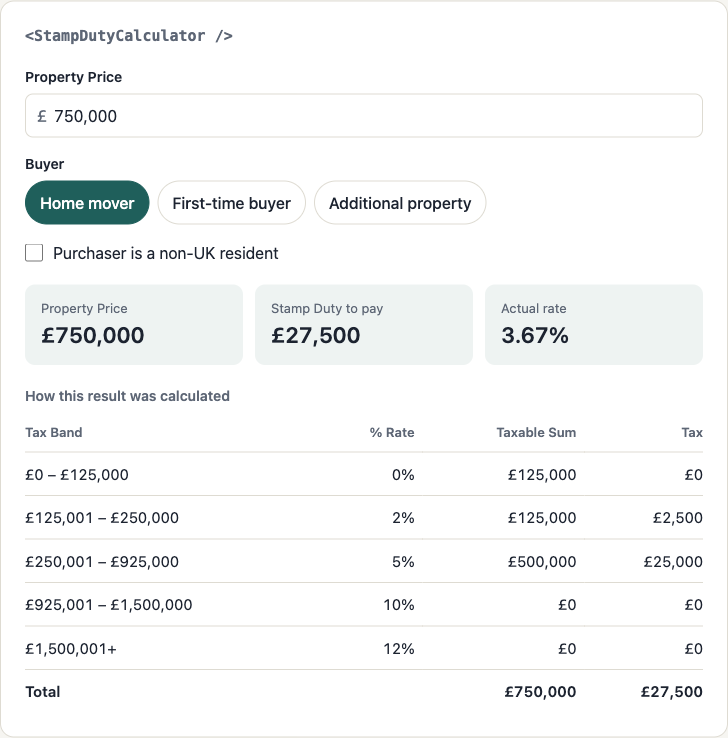 <StampDutyCalculator />
Property Price
£ 750,000
Buyer
Home mover First-time buyer Additional property
Purchaser is a non-UK resident
Property Price Stamp Duty to pay Actual rate
£750,000 £27,500 3.67%
How this result was calculated
Tax Band % Rate Taxable Sum Tax
£0 – £125,000 0% £125,000 £0
£125,001 – £250,000 2% £125,000 £2,500
£250,001 – £925,000 5% £500,000 £25,000
£925,001 – £1,500,000 10% £0 £0
£1,500,001+ 12% £0 £0
Total £750,000 £27,500